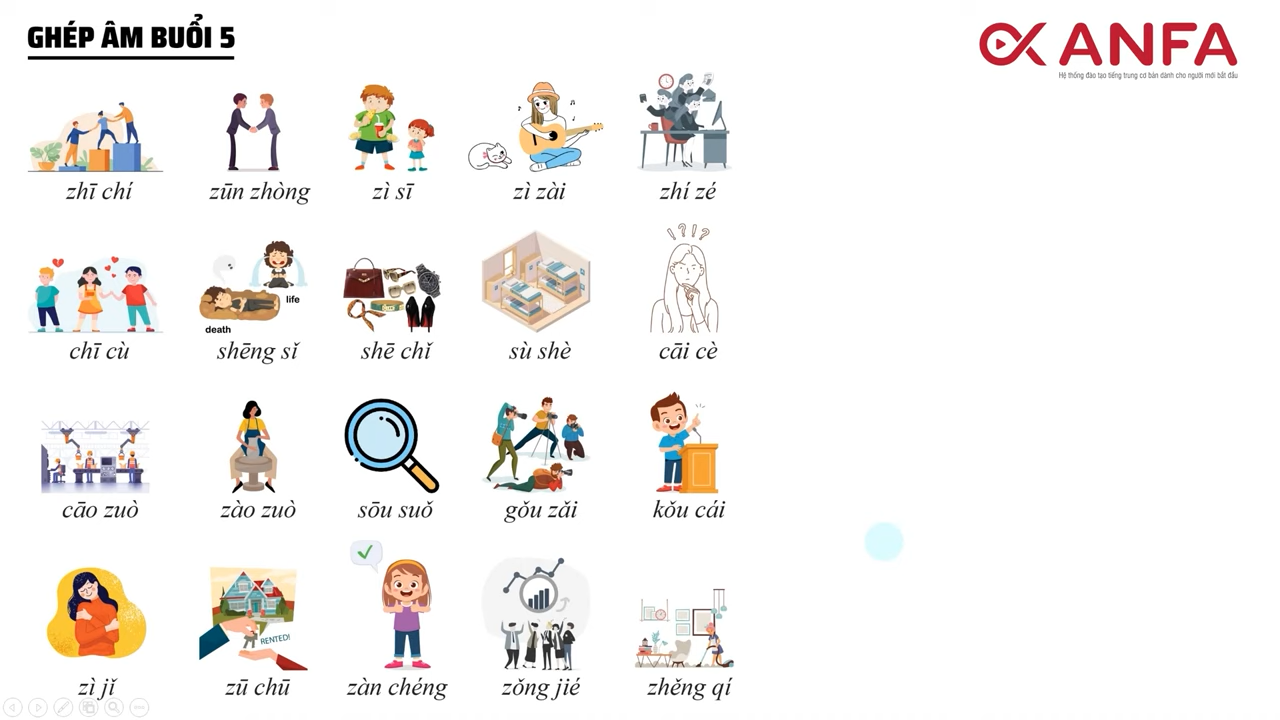 GHÉP ÂM BUỔI 5
ANFA
Hệ thống đào tạo tiếng trung cơ bản dành cho người mới bắt đầu
zhī chí
zūn zhòng
zì sī
zì zài
zhí zé
life
death
chī cù
shēng sǐ
shē chǐ
sù shè
cāi cè
cāo zuò
zào zuò
sōu suǒ
gǒu zǎi
kǒu cái
RENTED!
zì jǐ
zū chū
zàn chéng
zǒng jié
zhěng qí